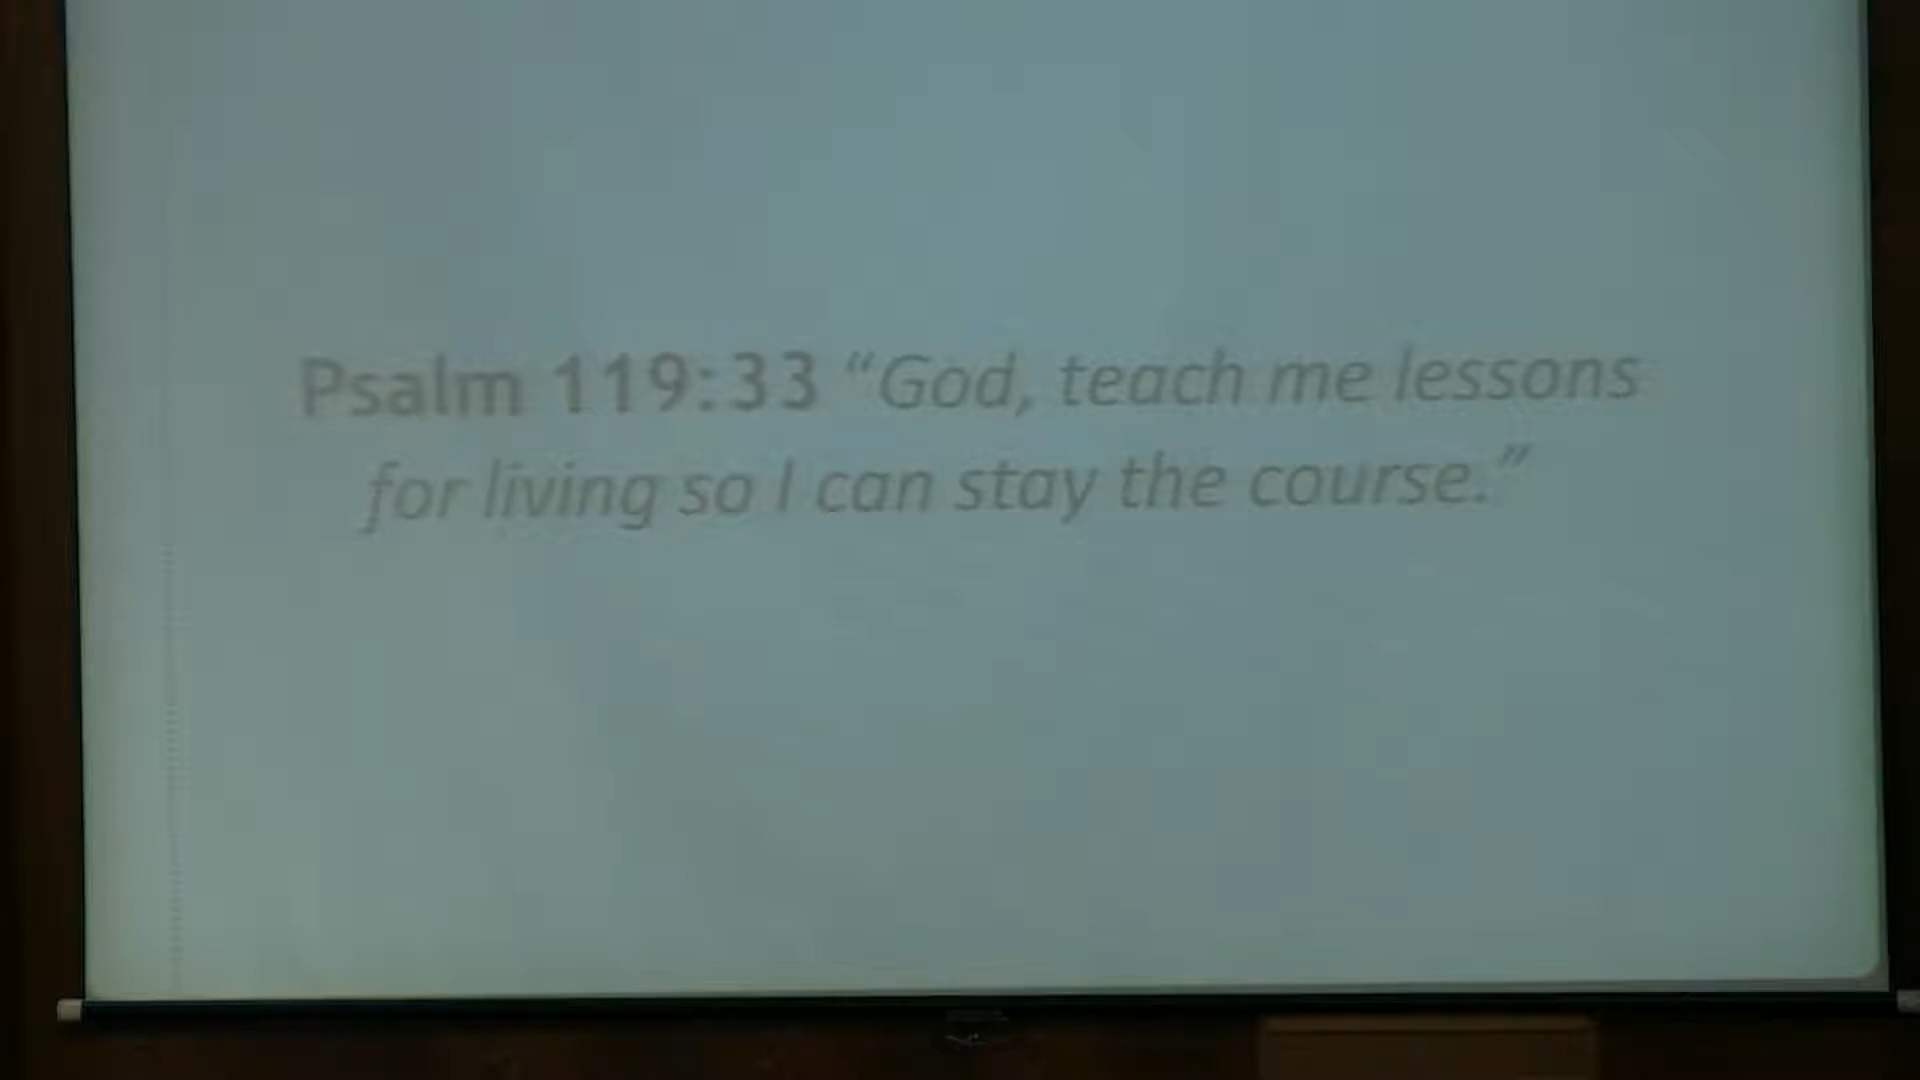 Psalm 119:33 “God, teach me lessons
for living so I can stay the course.”